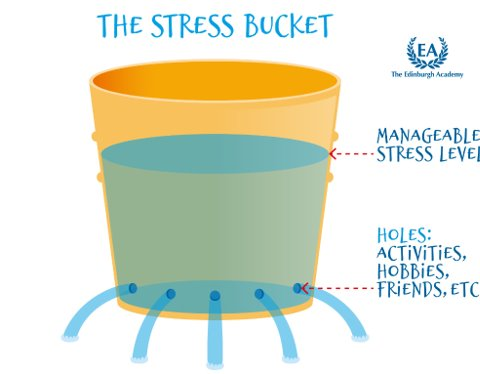 THE STRESS BUCKET
EA
The Edinburgh Academy
MANAGEABLE
STRESS LEVEL
HOLES:
ACTIVITIES,
HOBBIES,
FRIENDS, ETC